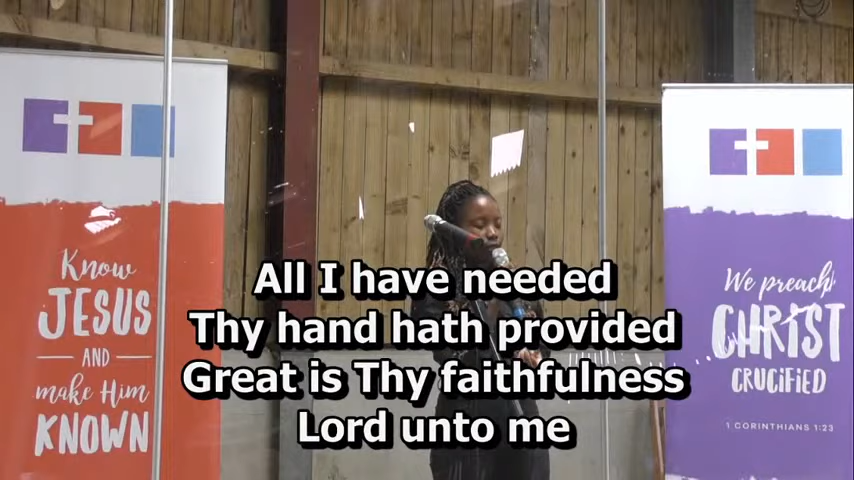 Know
JESUS
AND
make Him
KNOWN
All I have needed
Thy hand hath provided
Great is Thy faithfulness
Lord unto me
We preach
CHRIST
CRUCIFIED
1 CORINTHIANS 1:23